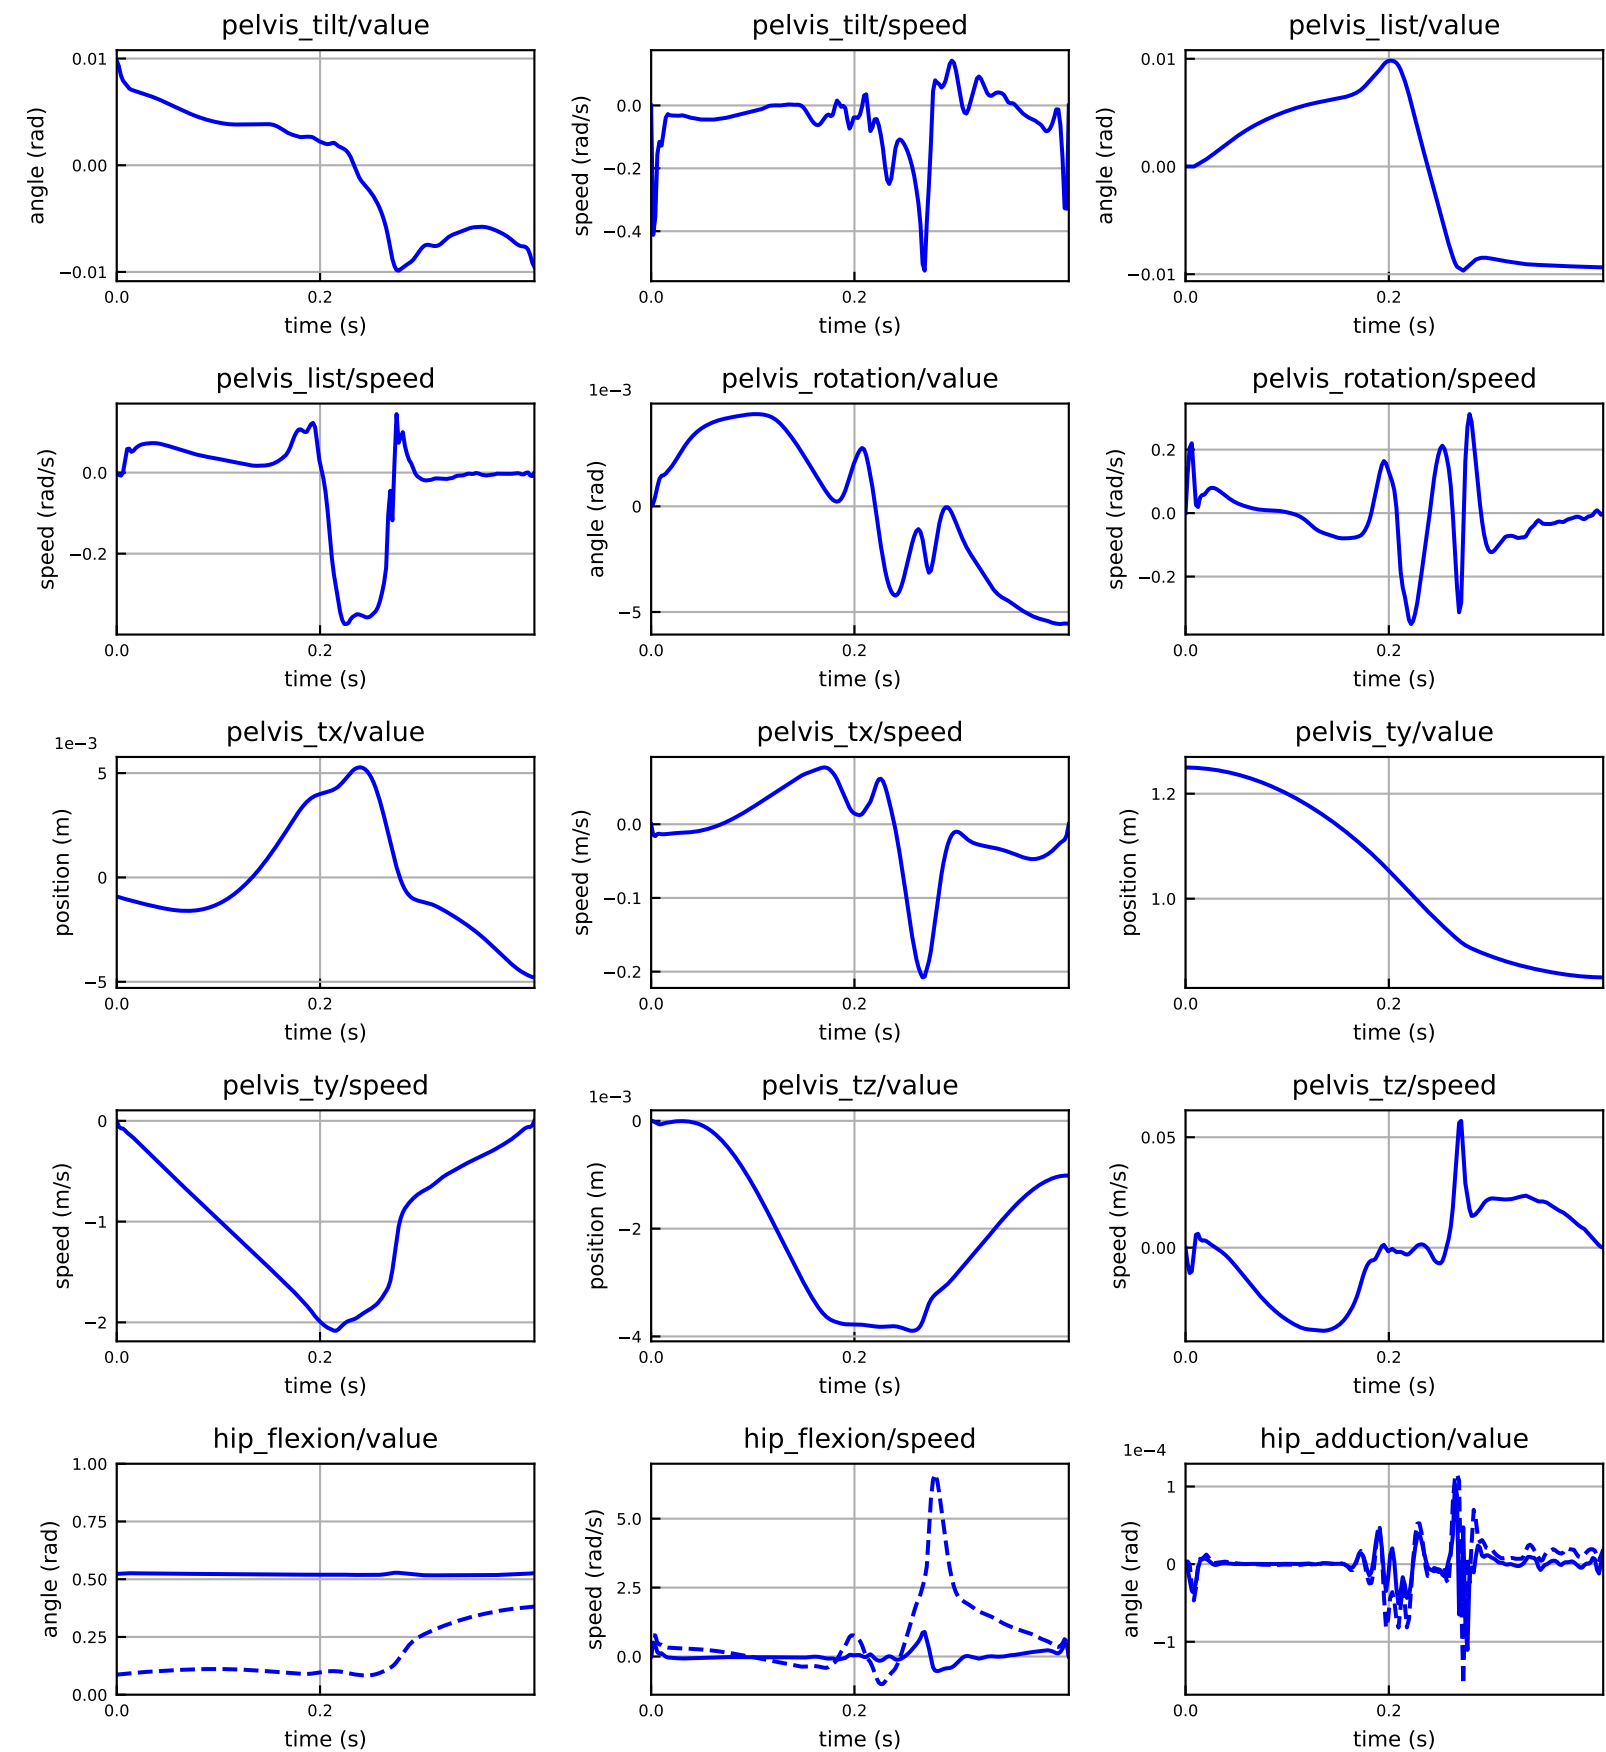 pelvis_tilt/value
0.01
0.00
−0.01
angle (rad)
0.0
0.2
time (s)
pelvis_tilt/speed
0.0
−0.2
−0.4
speed (rad/s)
0.0
0.2
time (s)
pelvis_list/value
0.01
0.00
−0.01
angle (rad)
0.0
0.2
time (s)
pelvis_list/speed
0.0
−0.2
speed (rad/s)
0.0
0.2
time (s)
pelvis_rotation/value
1e−3
0
−5
angle (rad)
0.0
0.2
time (s)
pelvis_rotation/speed
0.2
0.0
−0.2
speed (rad/s)
0.0
0.2
time (s)
pelvis_tx/value
1e−3
5
0
−5
position (m)
0.0
0.2
time (s)
pelvis_tx/speed
0.0
−0.1
−0.2
speed (m/s)
0.0
0.2
time (s)
pelvis_ty/value
1.2
1.0
position (m)
0.0
0.2
time (s)
pelvis_ty/speed
0
−1
−2
speed (m/s)
0.0
0.2
time (s)
pelvis_tz/value
1e−3
0
−2
−4
position (m)
0.0
0.2
time (s)
pelvis_tz/speed
0.05
0.00
speed (m/s)
0.0
0.2
time (s)
hip_flexion/value
1.00
0.75
0.50
0.25
0.00
angle (rad)
0.0
0.2
time (s)
hip_flexion/speed
5.0
2.5
0.0
speed (rad/s)
0.0
0.2
time (s)
hip_adduction/value
1e−4
1
0
−1
angle (rad)
0.0
0.2
time (s)